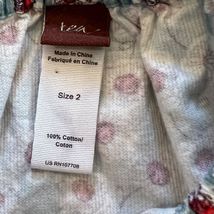 tea
Made in China
Fabriqué en Chine
Size 2
100% Cotton/
Coton
US RN107708